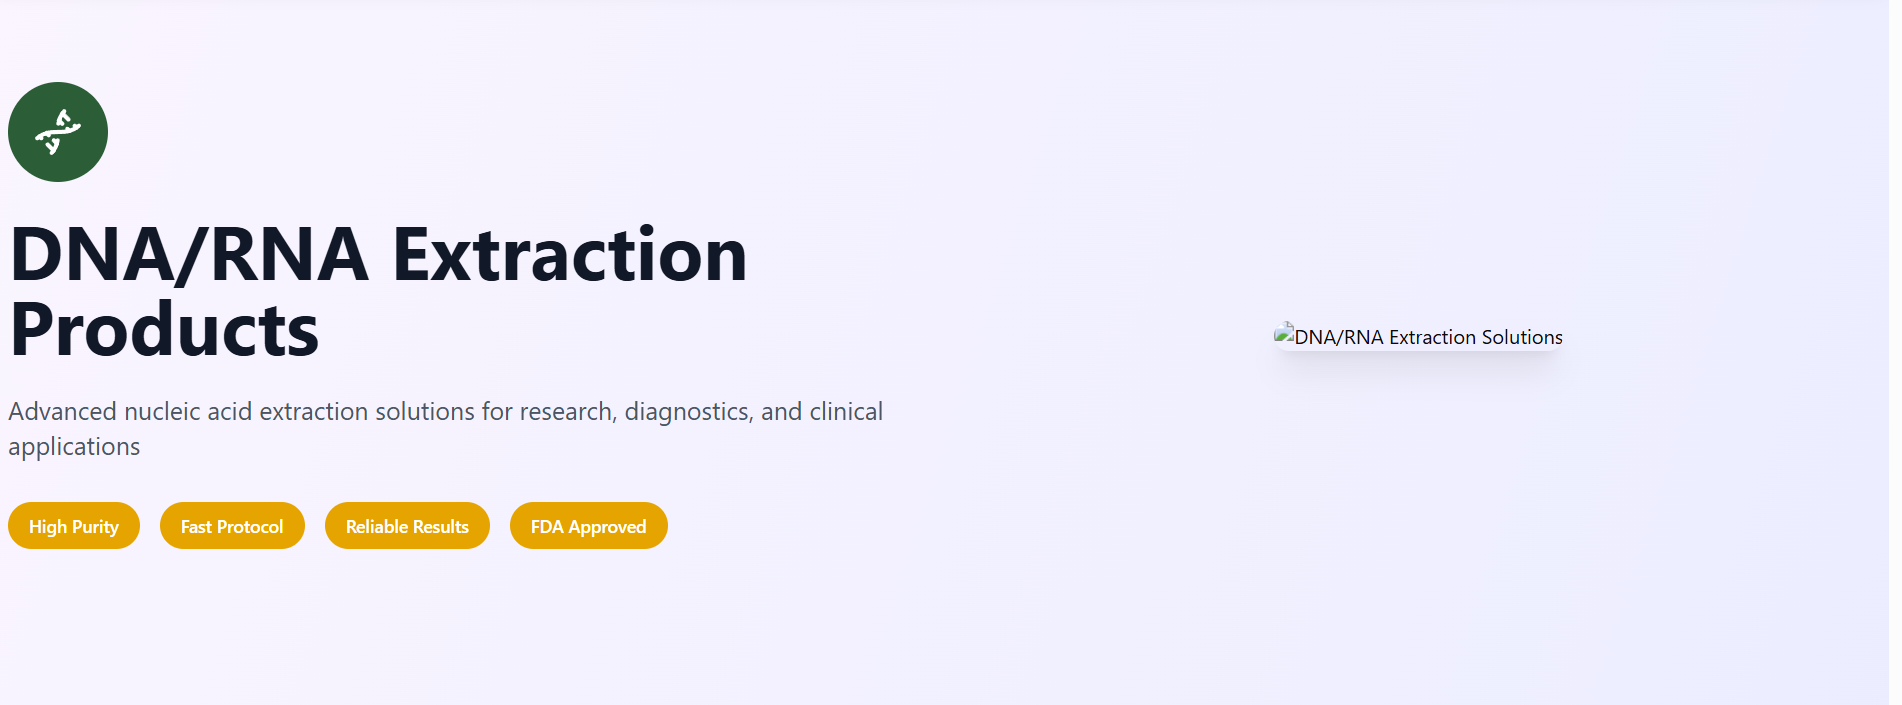 DNA/RNA Extraction
Products
Advanced nucleic acid extraction solutions for research, diagnostics, and clinical
applications
High Purity
Fast Protocol
Reliable Results
FDA Approved
DNA/RNA Extraction Solutions